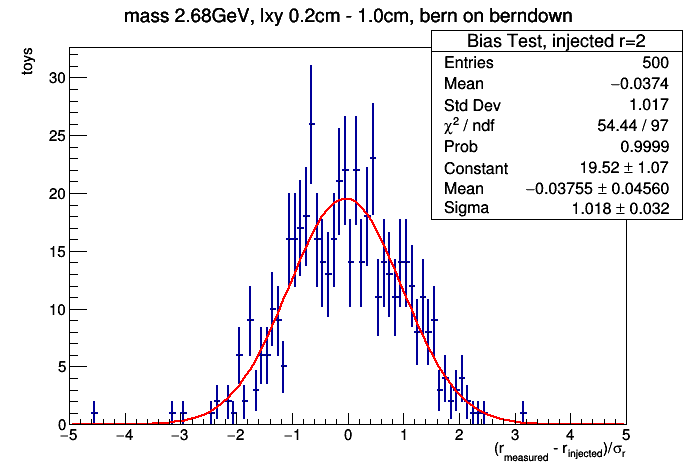 mass 2.68GeV, lxy 0.2cm - 1.0cm, bern on berndown
toys
Bias Test, injected r=2
Entries 500
Mean −0.0374
Std Dev 1.017
χ² / ndf 54.44 / 97
Prob 0.9999
Constant 19.52 ± 1.07
Mean −0.03755 ± 0.04560
Sigma 1.018 ± 0.032
30
25
20
15
10
5
0
−5 −4 −3 −2 −1 0 1 2 3 4 5
(r_measured - r_injected)/σ_r